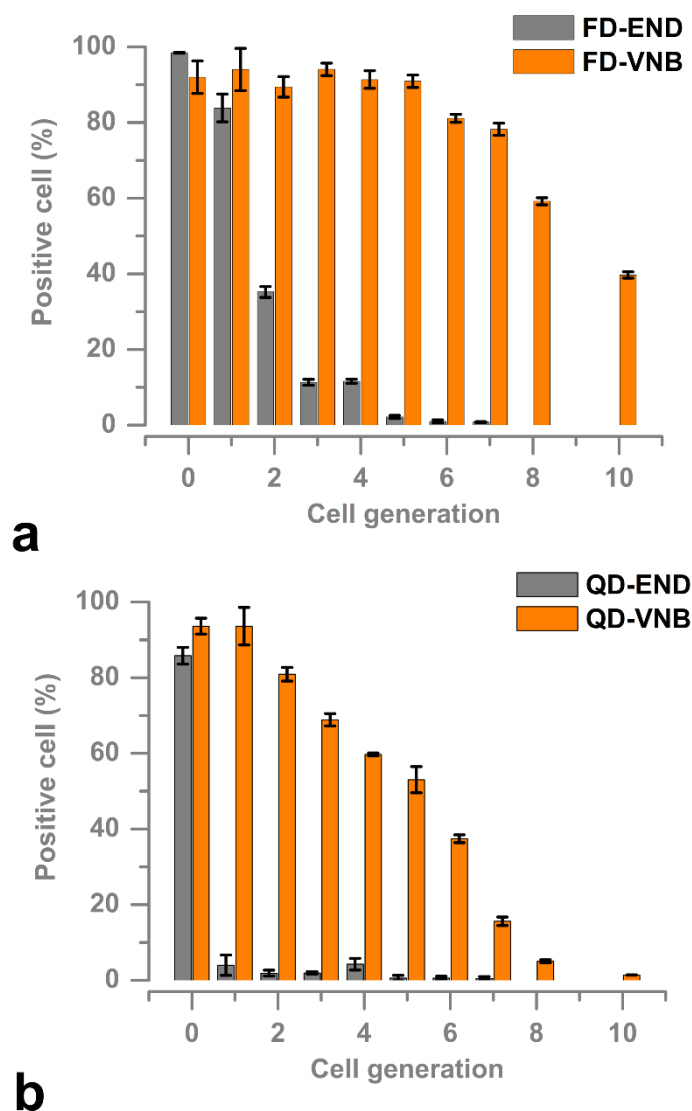 FD-END
FD-VNB
100
80
60
40
20
0
Positive cell (%)
0 2 4 6 8 10
Cell generation
a
QD-END
QD-VNB
100
80
60
40
20
0
Positive cell (%)
0 2 4 6 8 10
Cell generation
b